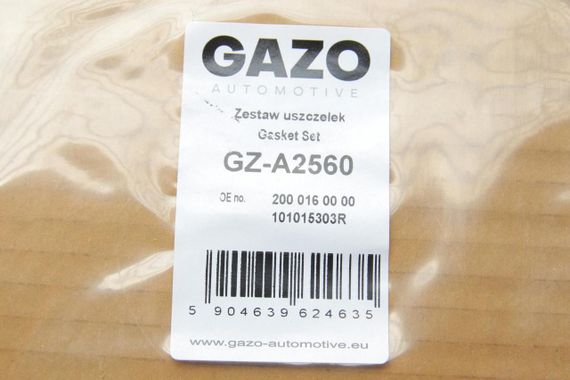 GAZO
AUTOMOTIVE
Zestaw uszczelek
Gasket Set
GZ-A2560
OE no. 200 016 00 00
101015303R
5 904639 624635
www.gazo-automotive.eu